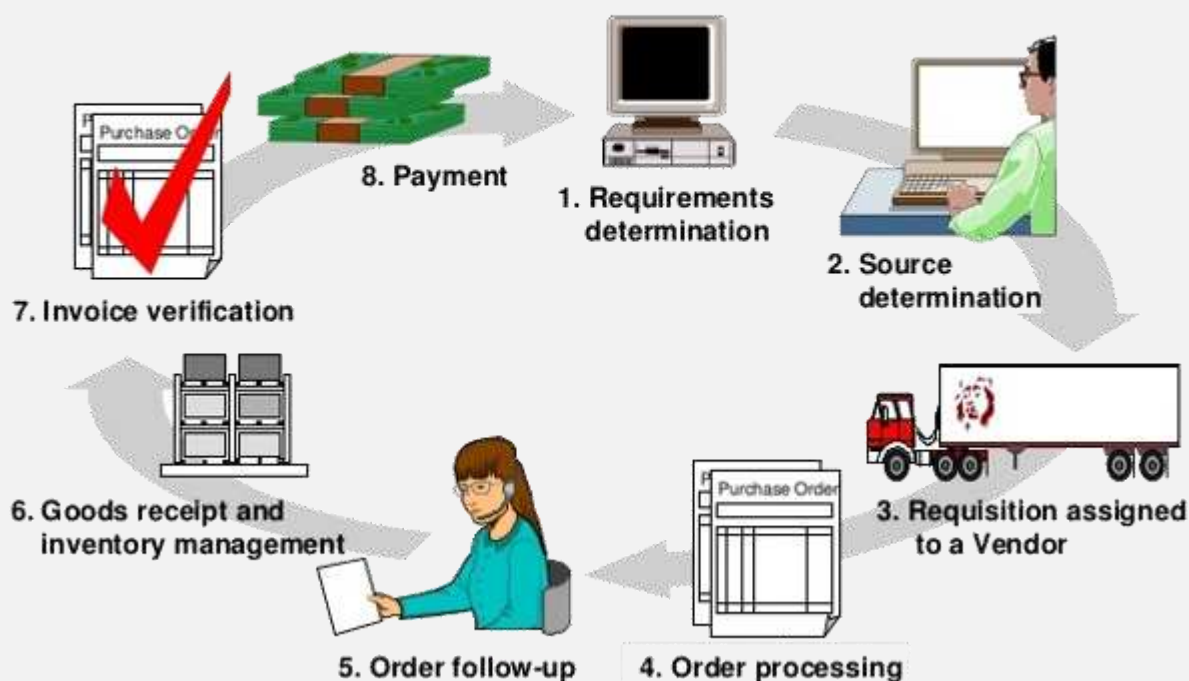 8. Payment
1. Requirements
determination
2. Source
determination
3. Requisition assigned
to a Vendor
Purchase Order
4. Order processing
5. Order follow-up
6. Goods receipt and
inventory management
Purchase Order
7. Invoice verification